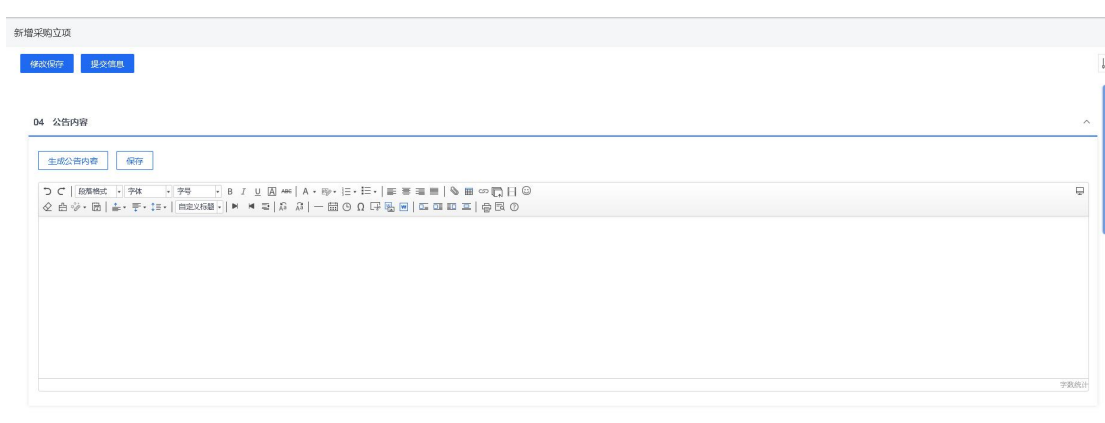 新增采购立项
修改保存 提交信息
04 公告内容
生成公告内容 保存
段落格式 字体 字号 B I U A ABC A
自定义标题
字数统计